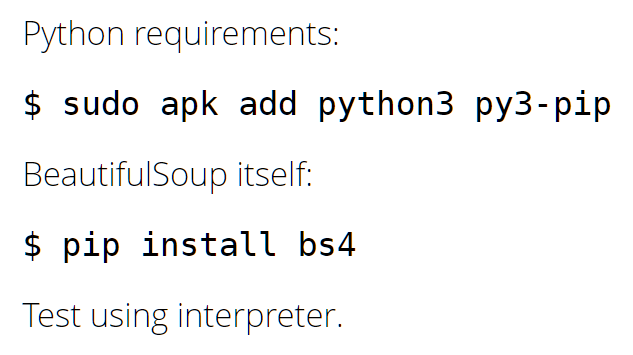 Python requirements:
$ sudo apk add python3 py3-pip
BeautifulSoup itself:
$ pip install bs4
Test using interpreter.